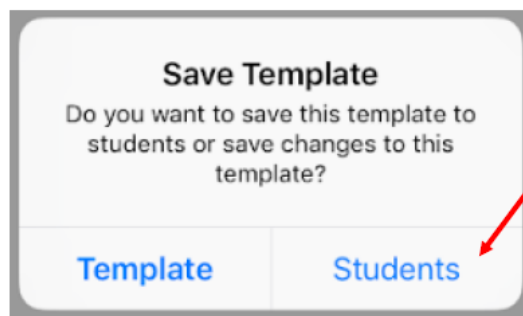 Save Template
Do you want to save this template to
students or save changes to this
template?
Template
Students